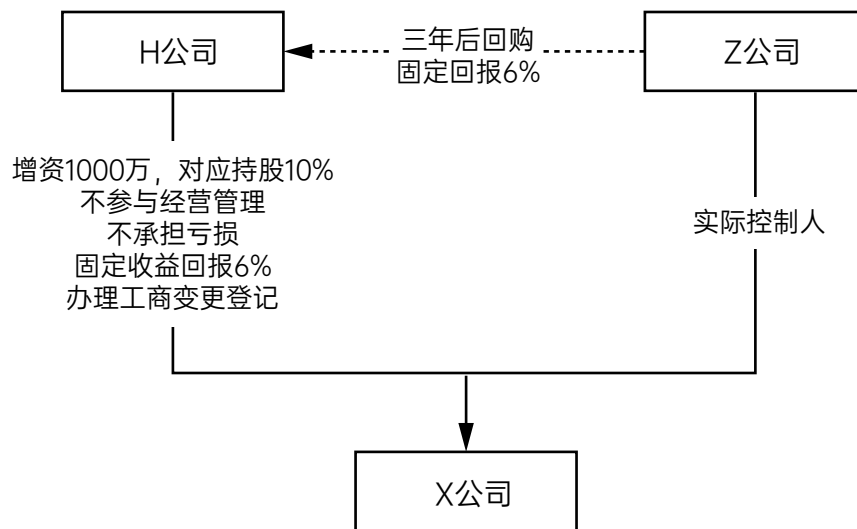 H公司
三年后回购
固定回报6%
Z公司
增资1000万，对应持股10%
不参与经营管理
不承担亏损
固定收益回报6%
办理工商变更登记
实际控制人
X公司